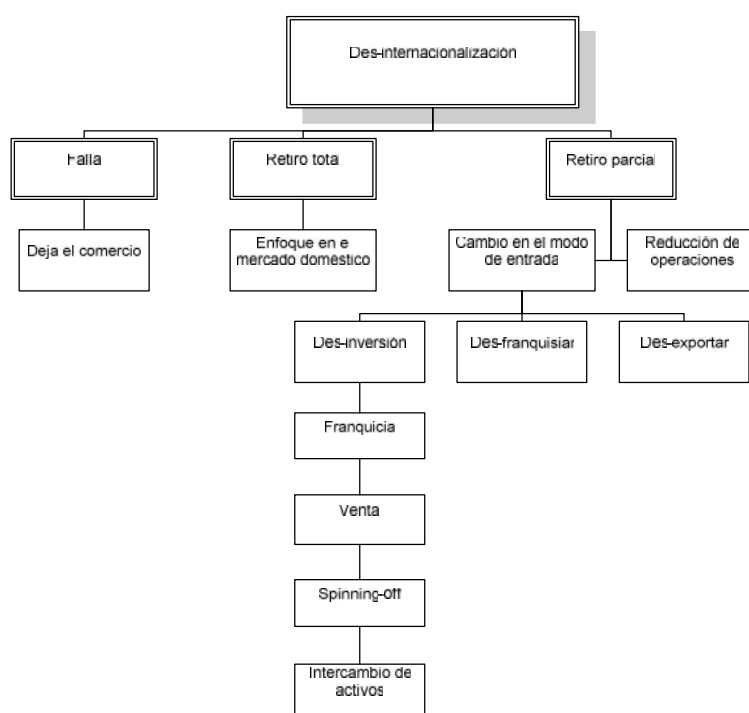 Des-internacionalización
Falla
Retiro tota
Retiro parcial
Deja el comercio
Enfoque en e
mercado doméstico
Cambio en el modo
de entrada
Reducción de
operaciones
Des-inversión
Des-franquisiar
Des-exportar
Franquicia
Venta
Spinning-off
Intercambio de
activos